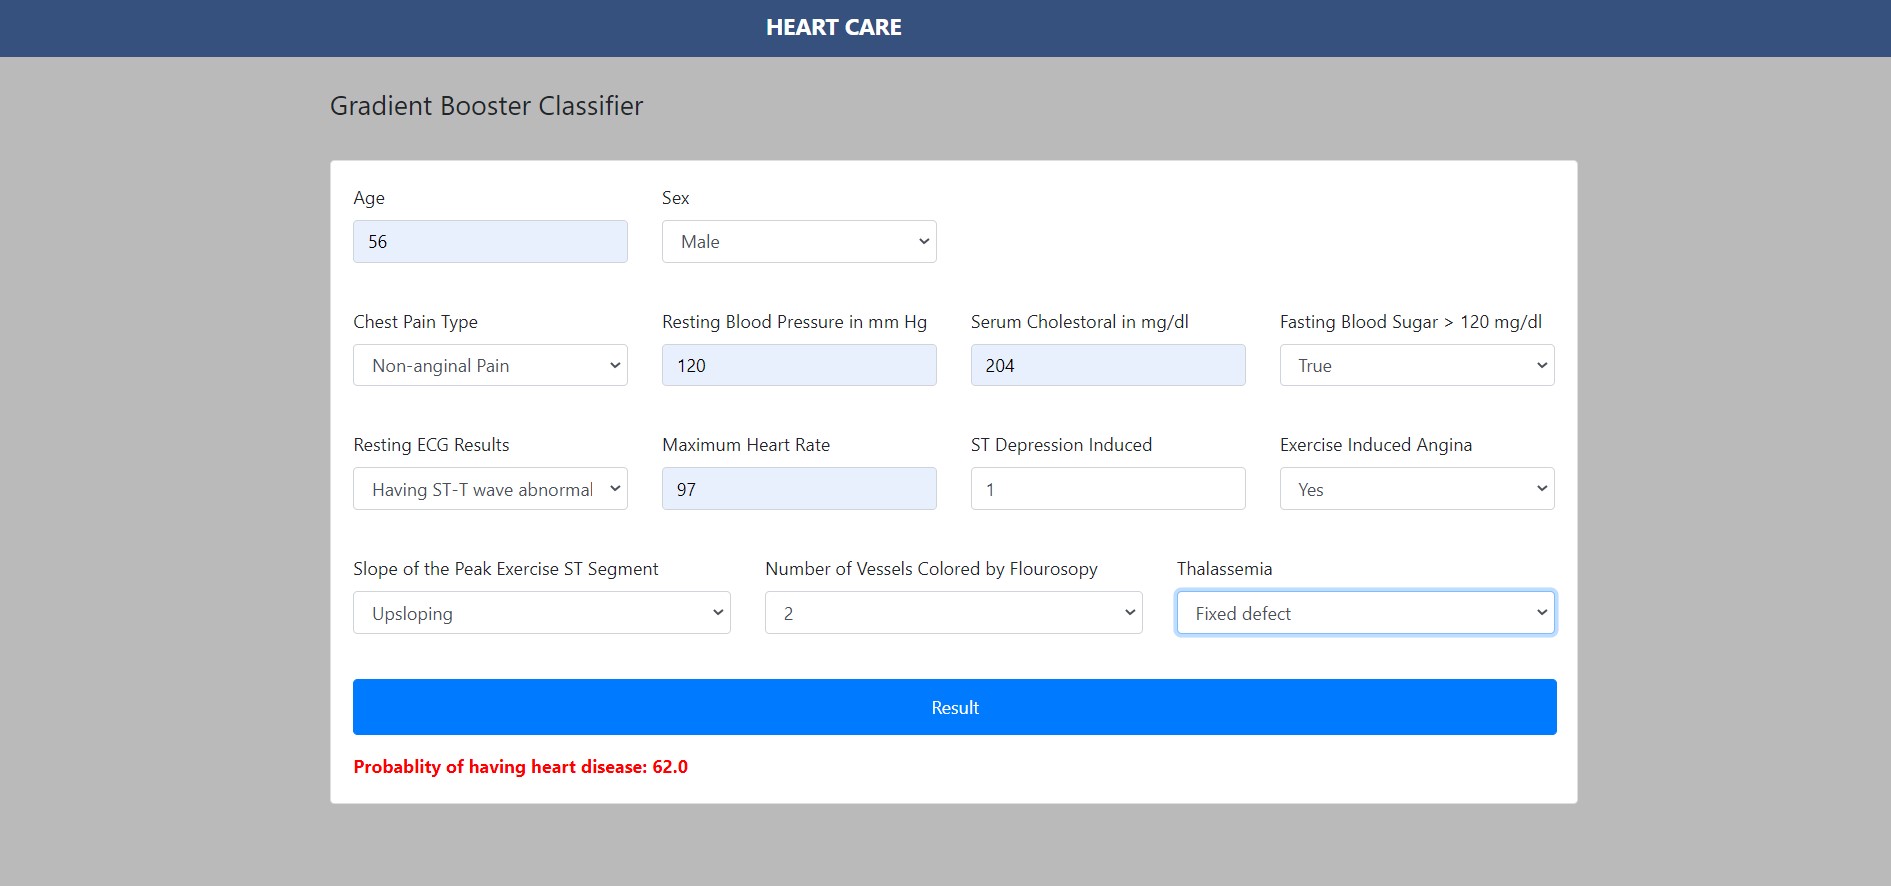 HEART CARE
Gradient Booster Classifier
Age Sex
56 Male
Chest Pain Type Resting Blood Pressure in mm Hg Serum Cholestoral in mg/dl Fasting Blood Sugar > 120 mg/dl
Non-anginal Pain 120 204 True
Resting ECG Results Maximum Heart Rate ST Depression Induced Exercise Induced Angina
Having ST-T wave abnormal 97 1 Yes
Slope of the Peak Exercise ST Segment Number of Vessels Colored by Flourosopy Thalassemia
Upsloping 2 Fixed defect
Result
Probablity of having heart disease: 62.0